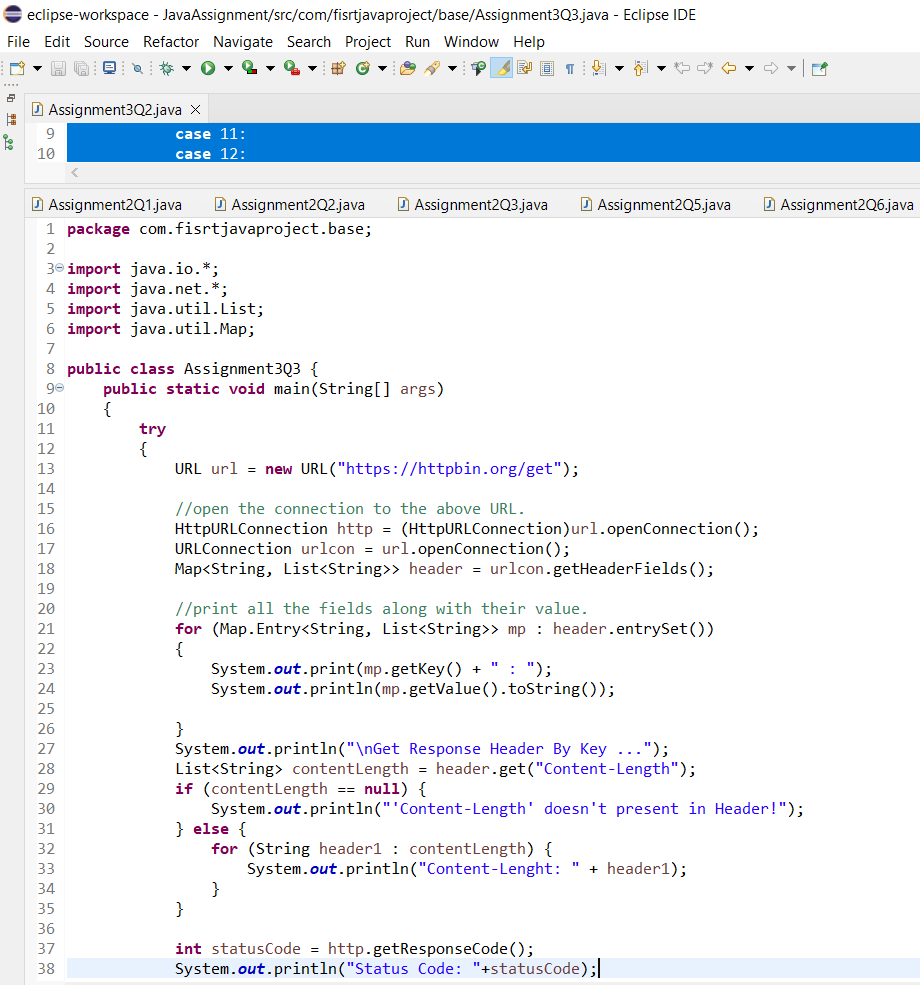 eclipse-workspace - JavaAssignment/src/com/fisrtjavaproject/base/Assignment3Q3.java - Eclipse IDE
File Edit Source Refactor Navigate Search Project Run Window Help
Assignment3Q2.java
9 case 11:
10 case 12:
Assignment2Q1.java Assignment2Q2.java Assignment2Q3.java Assignment2Q5.java Assignment2Q6.java
1 package com.fisrtjavaproject.base;
2
3 import java.io.*;
4 import java.net.*;
5 import java.util.List;
6 import java.util.Map;
7
8 public class Assignment3Q3 {
9 public static void main(String[] args)
10 {
11 try
12 {
13 URL url = new URL("https://httpbin.org/get");
14
15 //open the connection to the above URL.
16 HttpURLConnection http = (HttpURLConnection)url.openConnection();
17 URLConnection urlcon = url.openConnection();
18 Map<String, List<String>> header = urlcon.getHeaderFields();
19
20 //print all the fields along with their value.
21 for (Map.Entry<String, List<String>> mp : header.entrySet())
22 {
23 System.out.print(mp.getKey() + " : ");
24 System.out.println(mp.getValue().toString());
25
26 }
27 System.out.println("\nGet Response Header By Key ...");
28 List<String> contentLength = header.get("Content-Length");
29 if (contentLength == null) {
30 System.out.println("'Content-Length' doesn't present in Header!");
31 } else {
32 for (String header1 : contentLength) {
33 System.out.println("Content-Lenght: " + header1);
34 }
35 }
36
37 int statusCode = http.getResponseCode();
38 System.out.println("Status Code: "+statusCode);